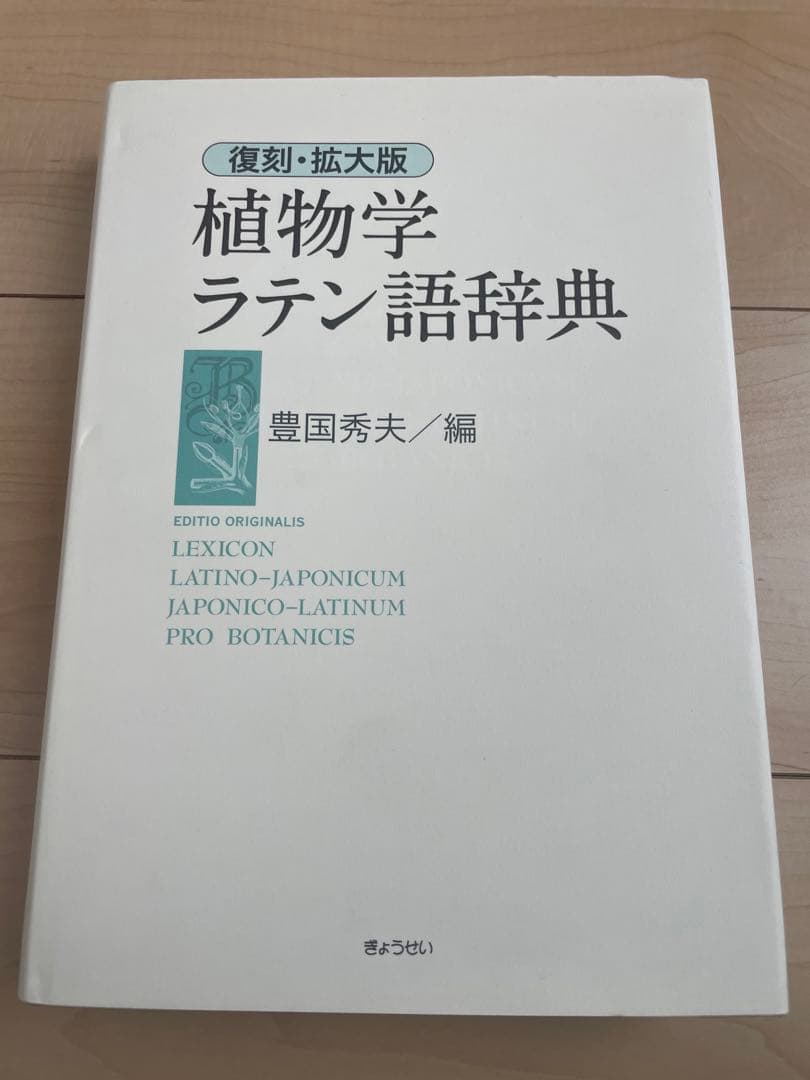 復刻・拡大版
植物学
ラテン語辞典
豊国秀夫／編
EDITIO ORIGINALIS
LEXICON
LATINO-JAPONICUM
JAPONICO-LATINUM
PRO BOTANICIS
ぎょうせい